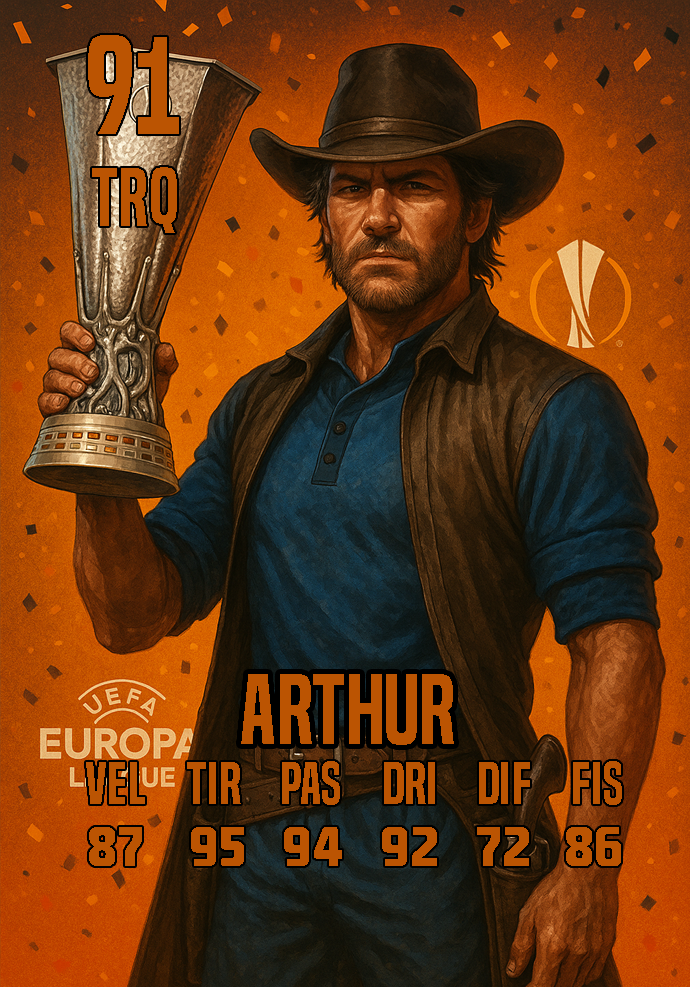 91
TRQ
®
ARTHUR
UEFA
EUROPA
LEAGUE
VEL TIR PAS DRI DIF FIS
87 95 94 92 72 86